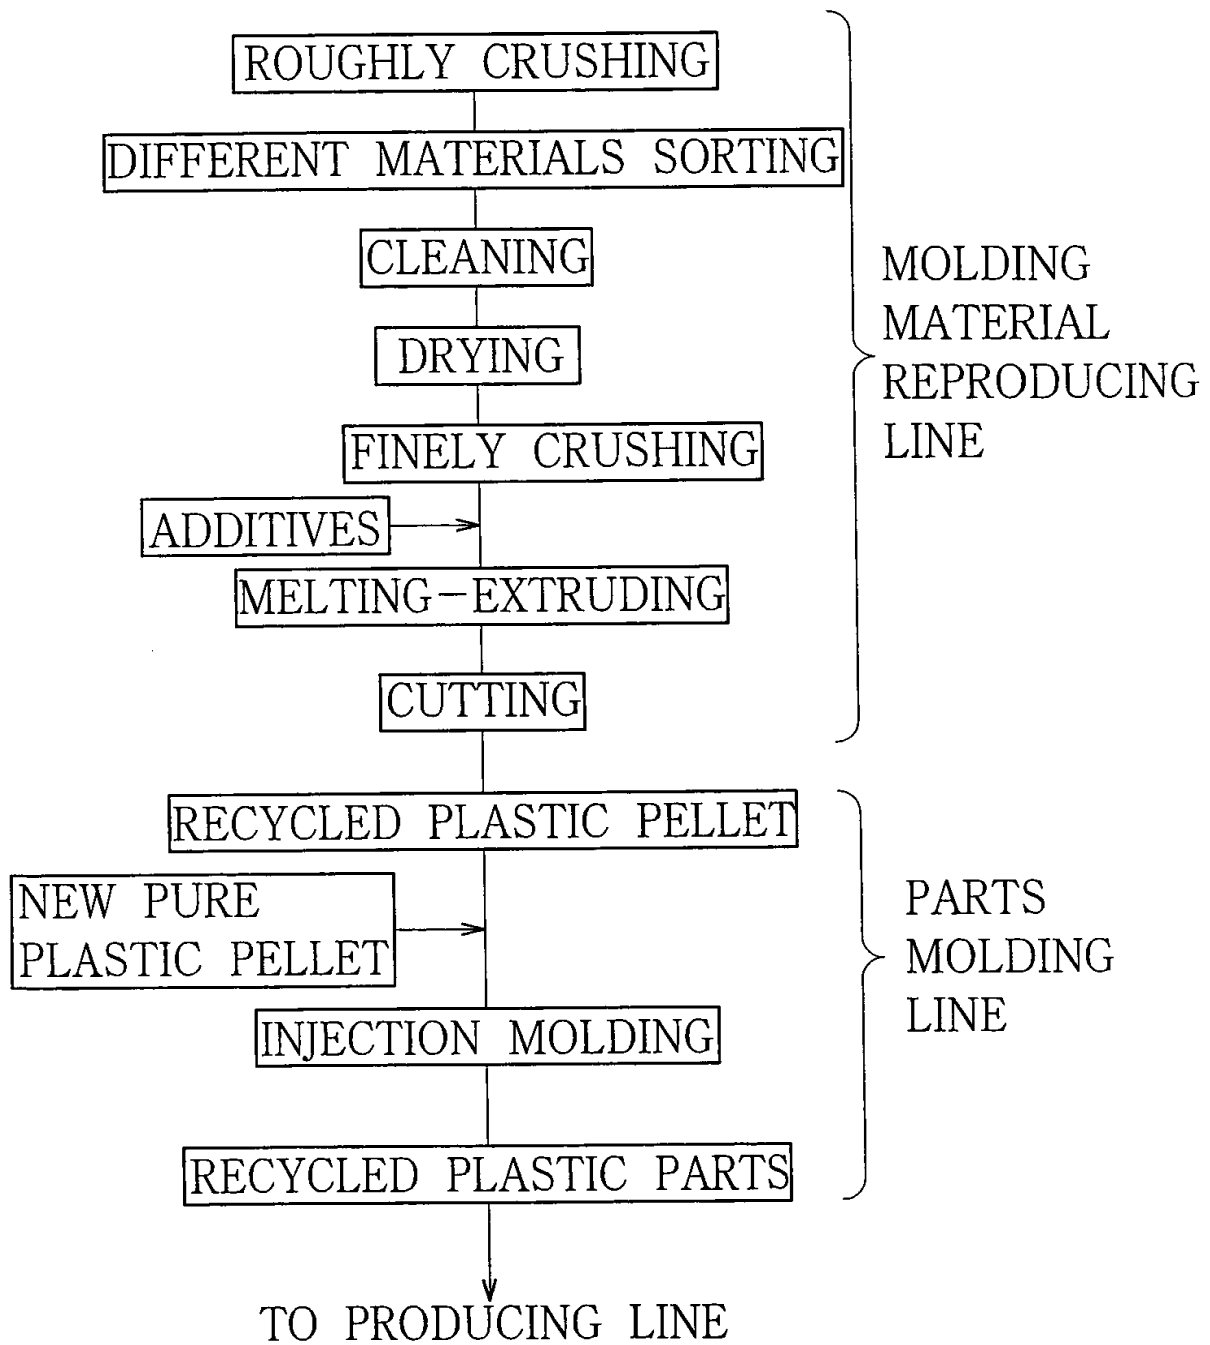 ROUGHLY CRUSHING
DIFFERENT MATERIALS SORTING
CLEANING
DRYING
FINELY CRUSHING
ADDITIVES
MELTING-EXTRUDING
CUTTING
MOLDING
MATERIAL
REPRODUCING
LINE
RECYCLED PLASTIC PELLET
NEW PURE
PLASTIC PELLET
INJECTION MOLDING
RECYCLED PLASTIC PARTS
PARTS
MOLDING
LINE
TO PRODUCING LINE